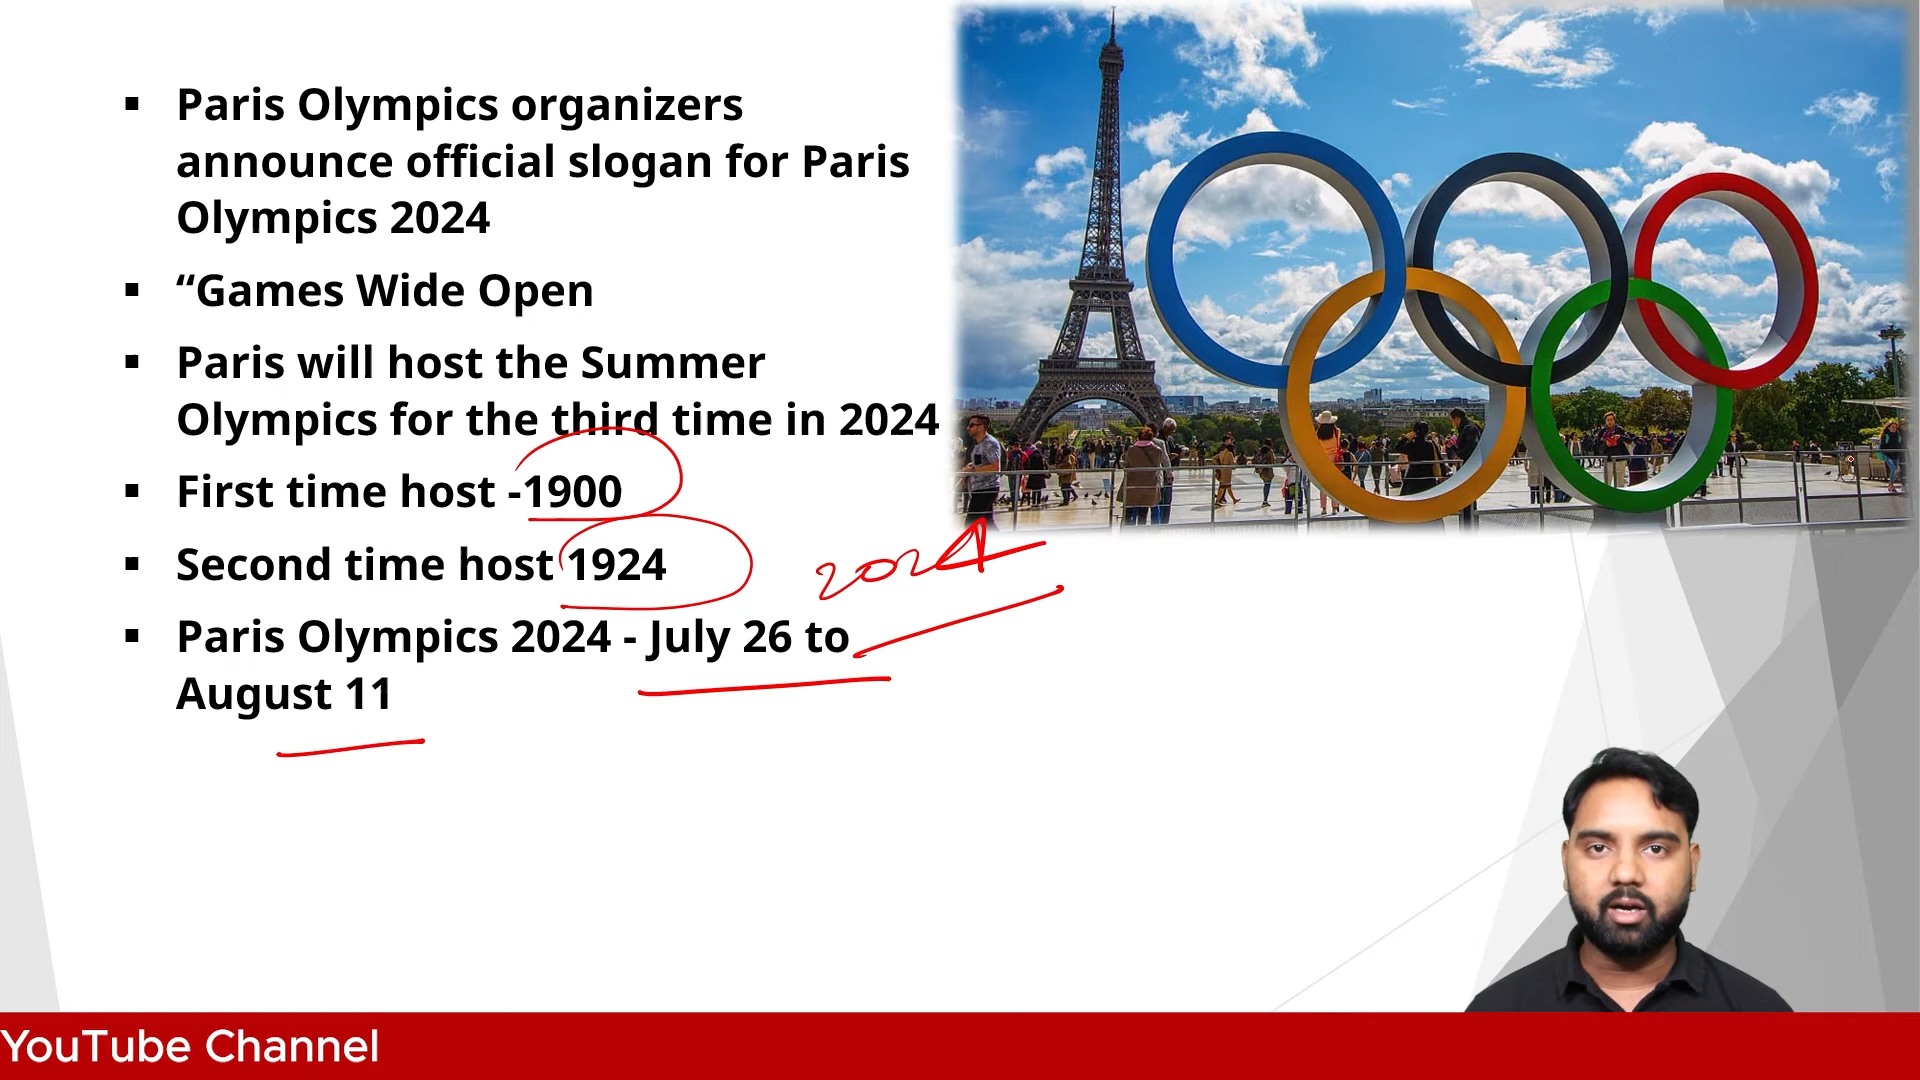 ▪ Paris Olympics organizers
announce official slogan for Paris
Olympics 2024
▪ “Games Wide Open
▪ Paris will host the Summer
Olympics for the third time in 2024
▪ First time host -1900
▪ Second time host 1924
2024
▪ Paris Olympics 2024 - July 26 to
August 11
YouTube Channel